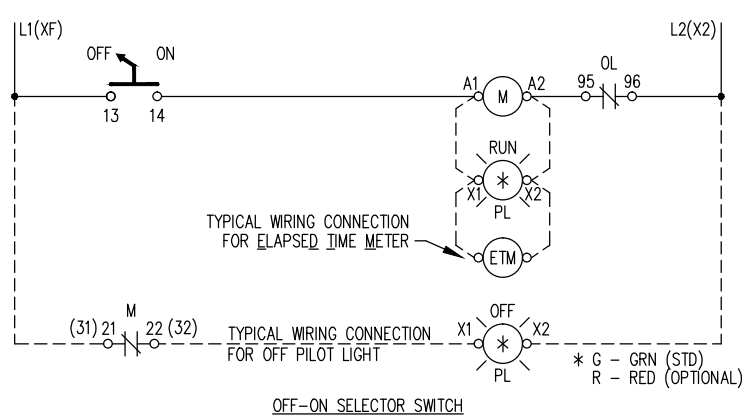 L1(XF)
L2(X2)
OFF ON
OL
13 14
A1 M A2
95 96
RUN
X1 * X2
PL
TYPICAL WIRING CONNECTION
FOR ELAPSED TIME METER
ETM
M
(31) 21 22 (32)
TYPICAL WIRING CONNECTION
FOR OFF PILOT LIGHT
OFF
X1 * X2
PL
* G - GRN (STD)
R - RED (OPTIONAL)
OFF-ON SELECTOR SWITCH